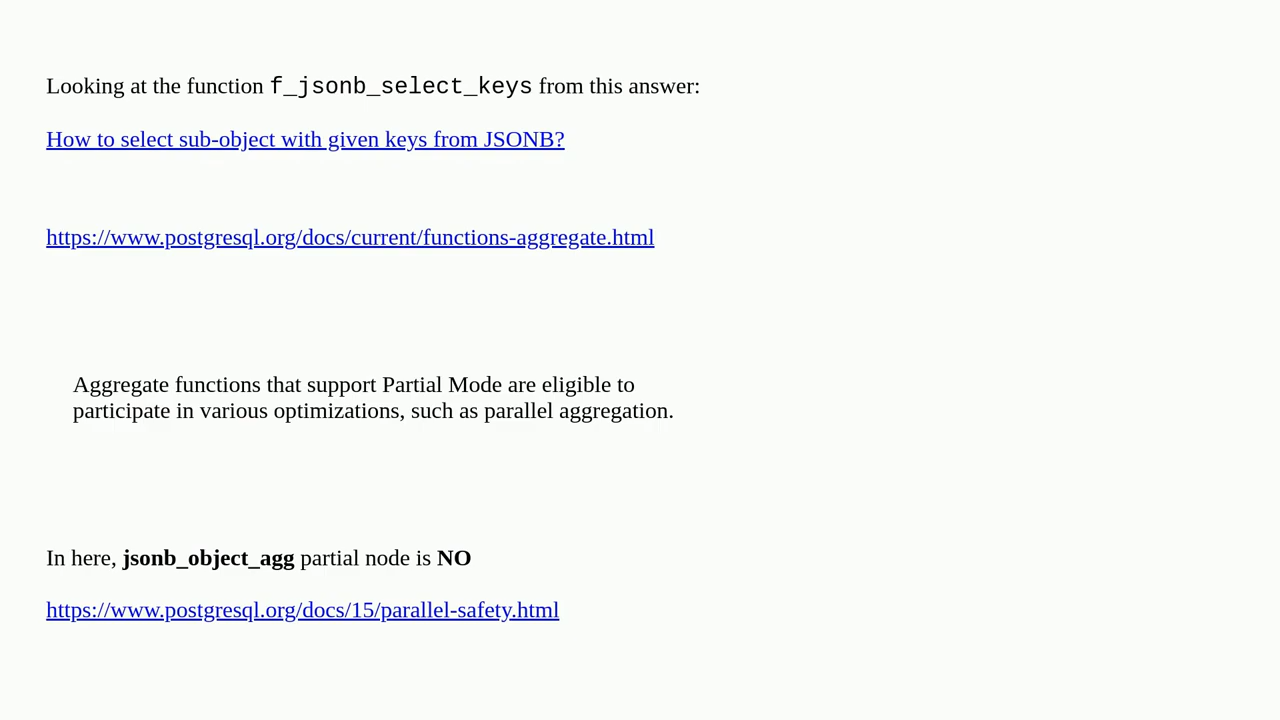 Looking at the function f_jsonb_select_keys from this answer:
How to select sub-object with given keys from JSONB?
https://www.postgresql.org/docs/current/functions-aggregate.html
Aggregate functions that support Partial Mode are eligible to
participate in various optimizations, such as parallel aggregation.
In here, jsonb_object_agg partial node is NO
https://www.postgresql.org/docs/15/parallel-safety.html